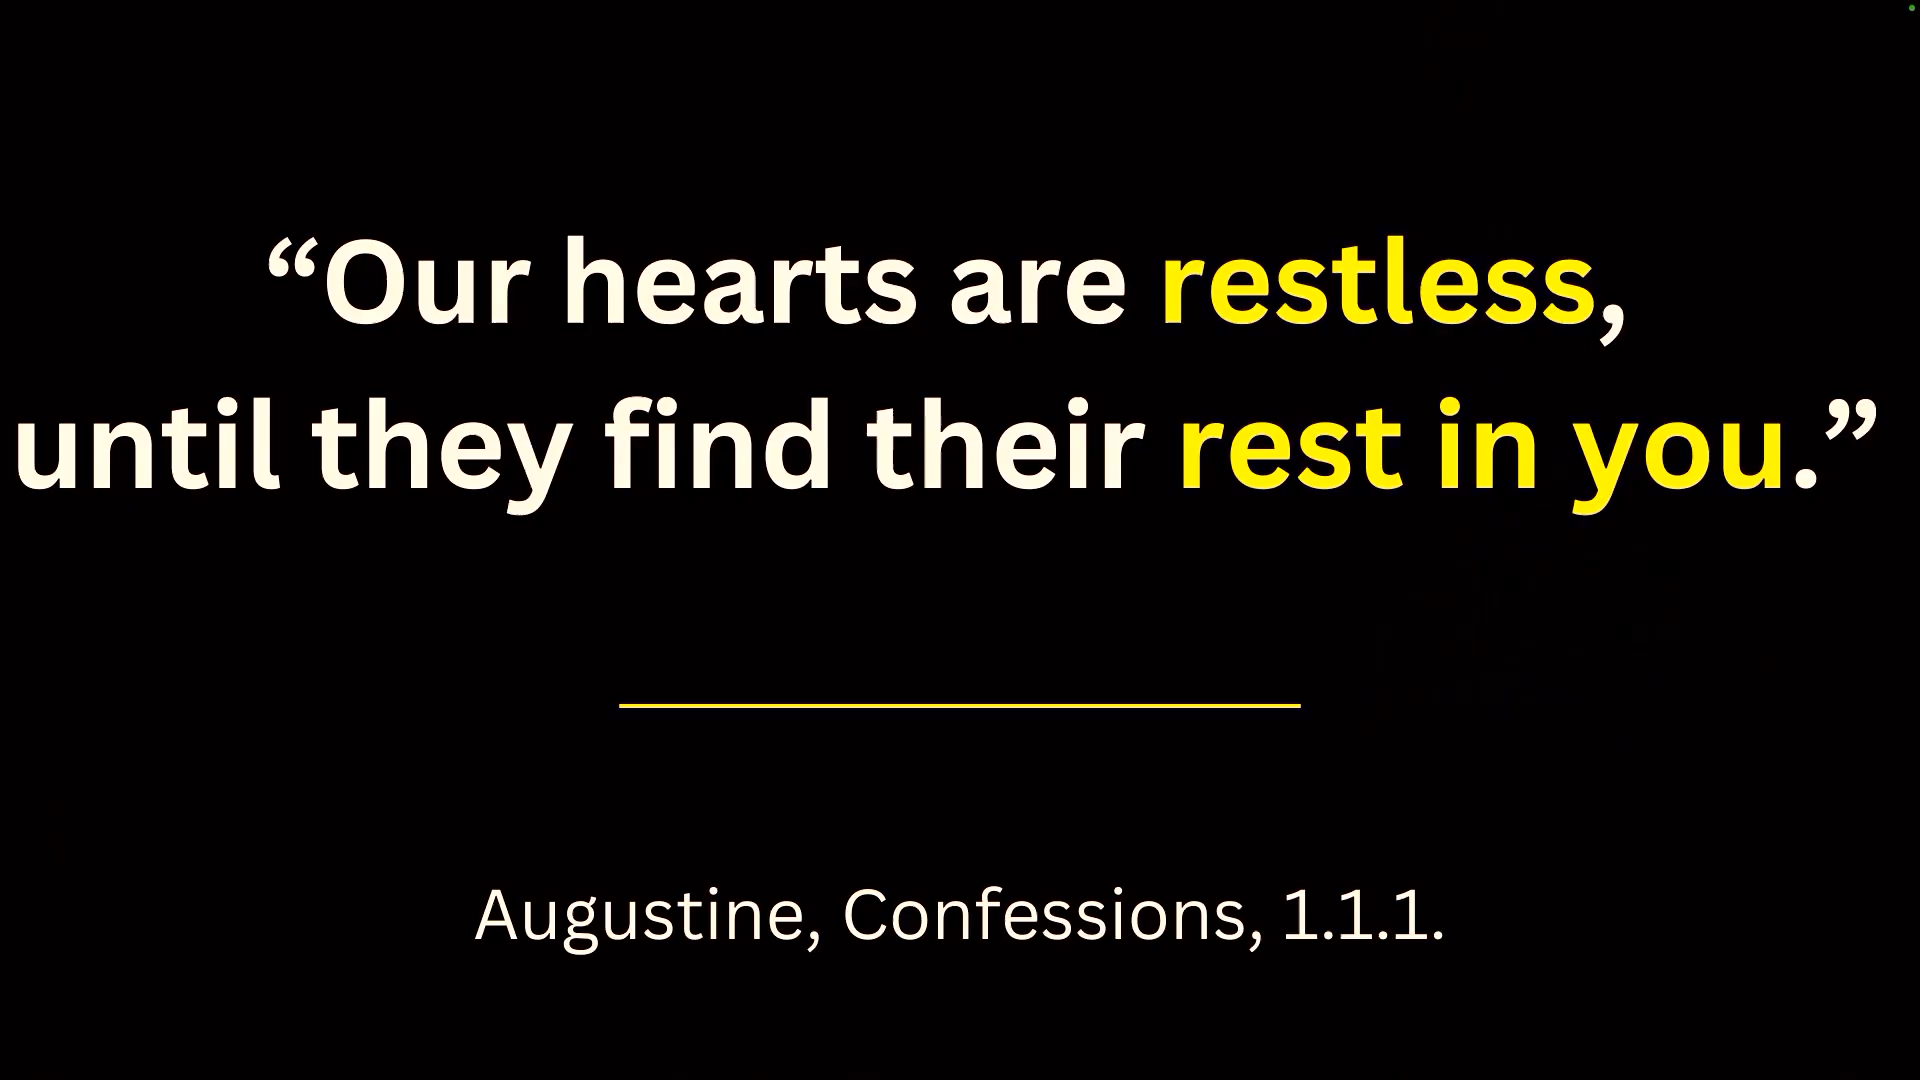 “Our hearts are restless,
until they find their rest in you.”
Augustine, Confessions, 1.1.1.